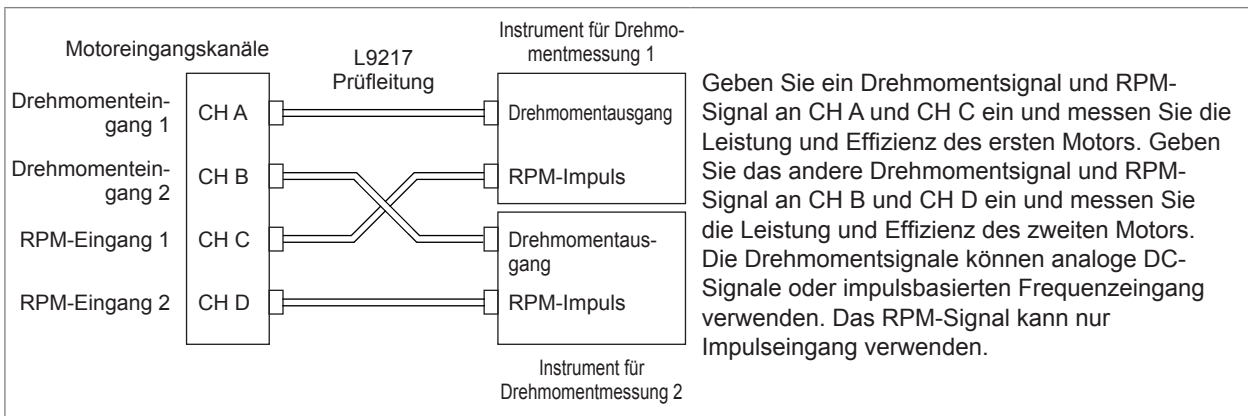 Motoreingangskanäle
L9217
Prüfleitung
Instrument für Drehmo-
mentmessung 1
Drehmomentein-
gang 1
CH A
Drehmomentausgang
Drehmomentein-
gang 2
CH B
RPM-Impuls
RPM-Eingang 1
CH C
Drehmomentaus-
gang
RPM-Eingang 2
CH D
RPM-Impuls
Instrument für
Drehmomentmessung 2
Geben Sie ein Drehmomentsignal und RPM-
Signal an CH A und CH C ein und messen Sie die
Leistung und Effizienz des ersten Motors. Geben
Sie das andere Drehmomentsignal und RPM-
Signal an CH B und CH D ein und messen Sie
die Leistung und Effizienz des zweiten Motors.
Die Drehmomentsignale können analoge DC-
Signale oder impulsbasierten Frequenzeingang
verwenden. Das RPM-Signal kann nur
Impulseingang verwenden.